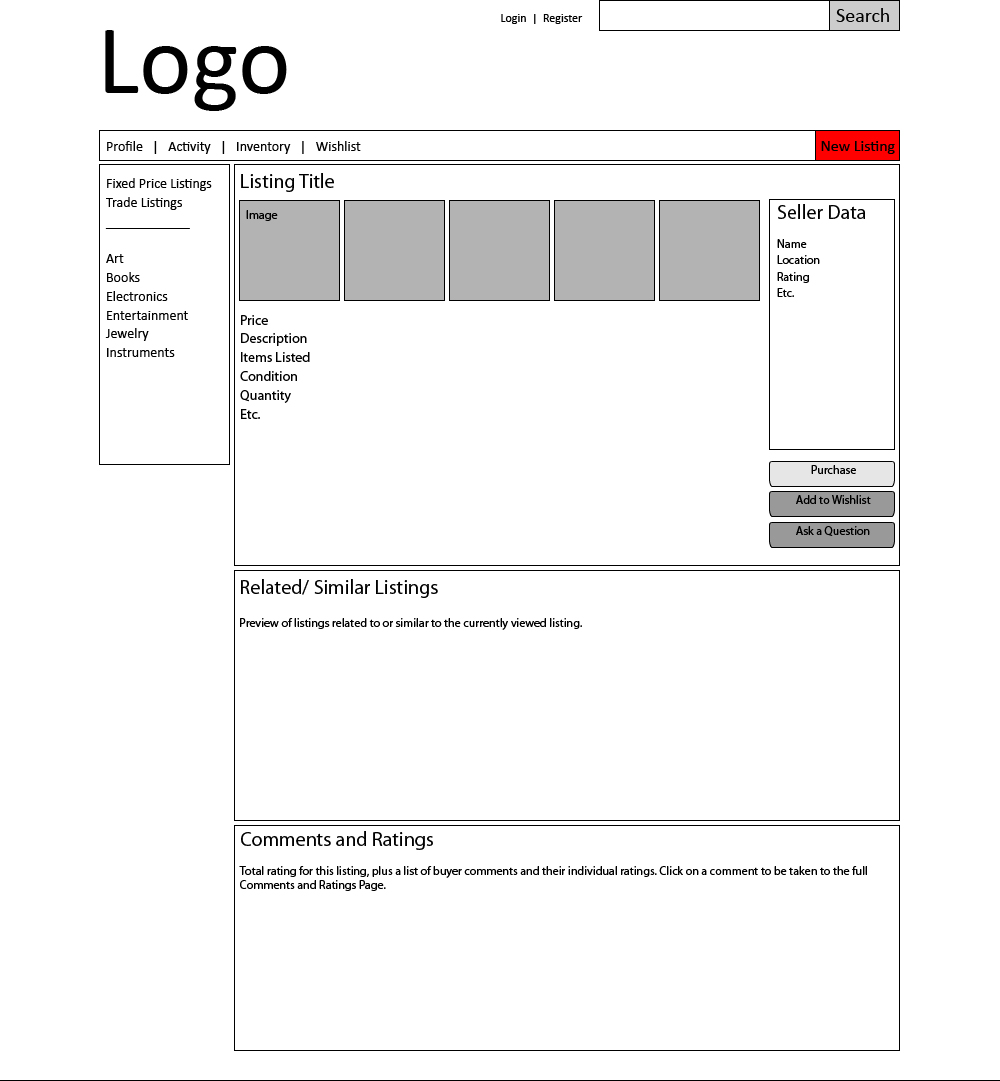 Login | Register
Search
Logo
Profile | Activity | Inventory | Wishlist
New Listing
Fixed Price Listings
Trade Listings
Art
Books
Electronics
Entertainment
Jewelry
Instruments
Listing Title
Image
Price
Description
Items Listed
Condition
Quantity
Etc.
Seller Data
Name
Location
Rating
Etc.
Purchase
Add to Wishlist
Ask a Question
Related/ Similar Listings
Preview of listings related to or similar to the currently viewed listing.
Comments and Ratings
Total rating for this listing, plus a list of buyer comments and their individual ratings. Click on a comment to be taken to the full
Comments and Ratings Page.